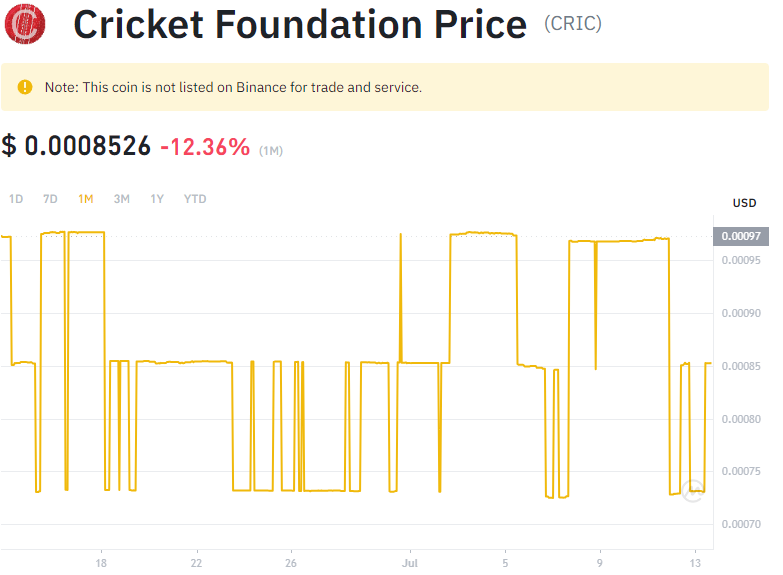 Cricket Foundation Price (CRIC)
Note: This coin is not listed on Binance for trade and service.
$ 0.0008526 -12.36% (1M)
1D 7D 1M 3M 1Y YTD
USD
0.00097
0.00095
0.00090
0.00085
0.00080
0.00075
0.00070
18 22 26 Jul 5 9 13